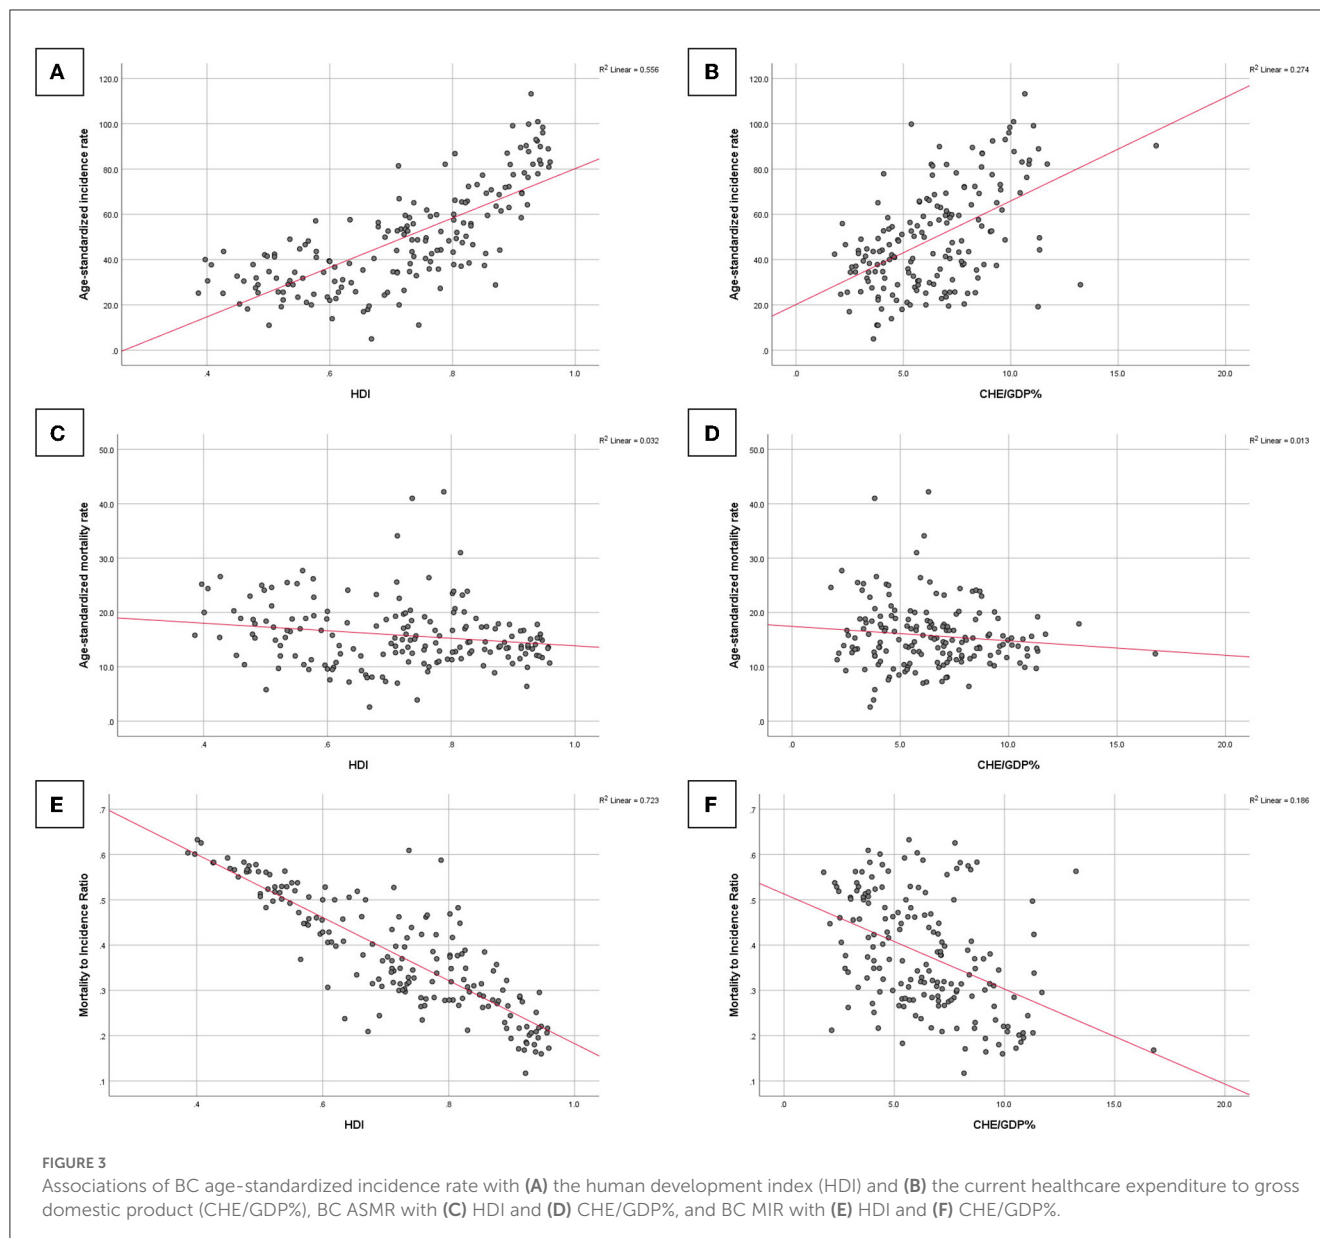 A
R² Linear = 0.556
120.0
100.0
80.0
60.0
40.0
20.0
.0
Age-standardized incidence rate
.4
.6
.8
1.0
HDI
B
R² Linear = 0.274
120.0
100.0
80.0
60.0
40.0
20.0
.0
Age-standardized incidence rate
.0
5.0
10.0
15.0
20.0
CHE/GDP%
C
R² Linear = 0.032
50.0
40.0
30.0
20.0
10.0
.0
Age-standardized mortality rate
.4
.6
.8
1.0
HDI
D
R² Linear = 0.013
50.0
40.0
30.0
20.0
10.0
.0
Age-standardized mortality rate
.0
5.0
10.0
15.0
20.0
CHE/GDP%
E
R² Linear = 0.723
.7
.6
.5
.4
.3
.2
.1
Mortality to Incidence Ratio
.4
.6
.8
1.0
HDI
F
R² Linear = 0.186
.7
.6
.5
.4
.3
.2
.1
Mortality to Incidence Ratio
.0
5.0
10.0
15.0
20.0
CHE/GDP%
FIGURE 3
Associations of BC age-standardized incidence rate with (A) the human development index (HDI) and (B) the current healthcare expenditure to gross
domestic product (CHE/GDP%), BC ASMR with (C) HDI and (D) CHE/GDP%, and BC MIR with (E) HDI and (F) CHE/GDP%.